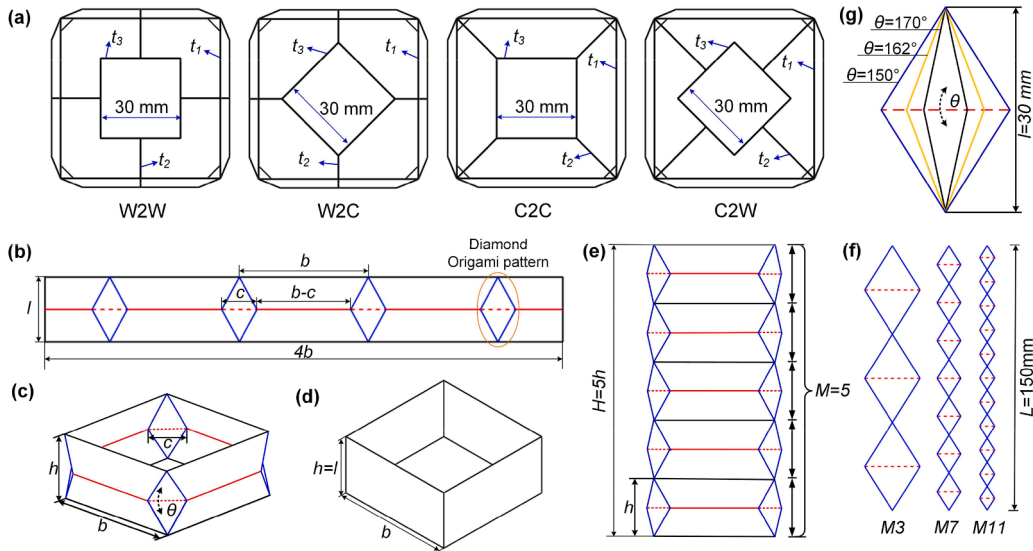 (a)
t3
t1
30 mm
t2
W2W
t3
t1
30 mm
t2
W2C
t3
t1
30 mm
t2
C2C
t3
t1
30 mm
t2
C2W
(g)
θ=170°
θ=162°
θ=150°
θ
l=30 mm
(b)
b
Diamond
Origami pattern
c
b-c
l
4b
(c)
c
h
θ
b
(d)
h=l
b
(e)
H=5h
M=5
h
(f)
L=150mm
M3
M7
M11